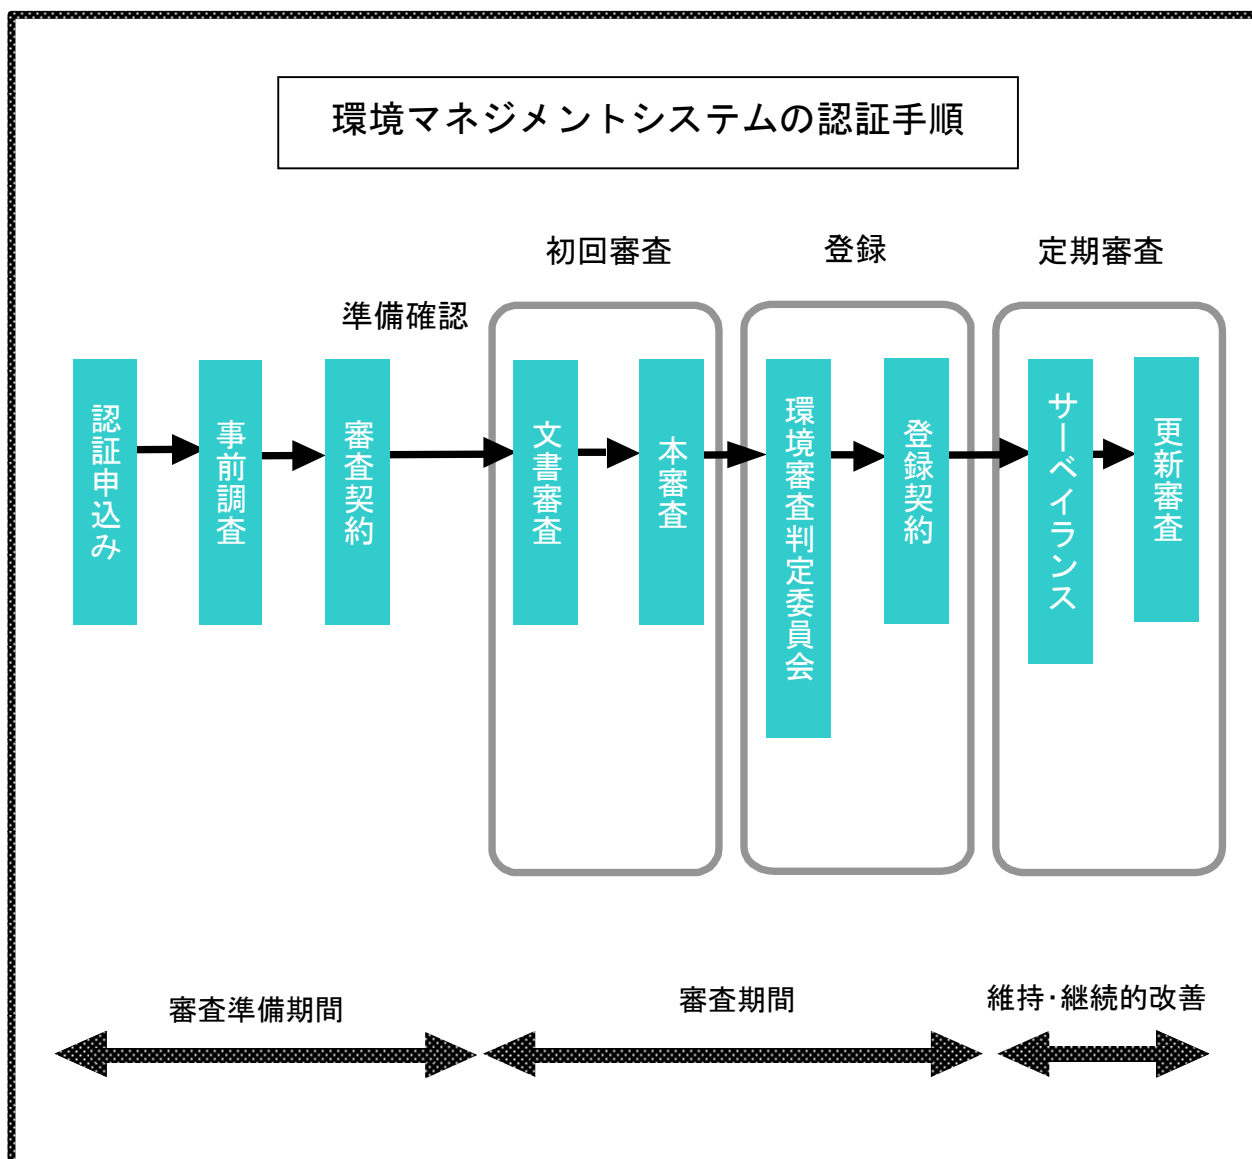 環境マネジメントシステムの認証手順
初回審査
登録
定期審査
準備確認
認証申込み
事前調査
審査契約
文書審査
本審査
環境審査判定委員会
登録契約
サーベイランス
更新審査
審査準備期間
審査期間
維持・継続的改善